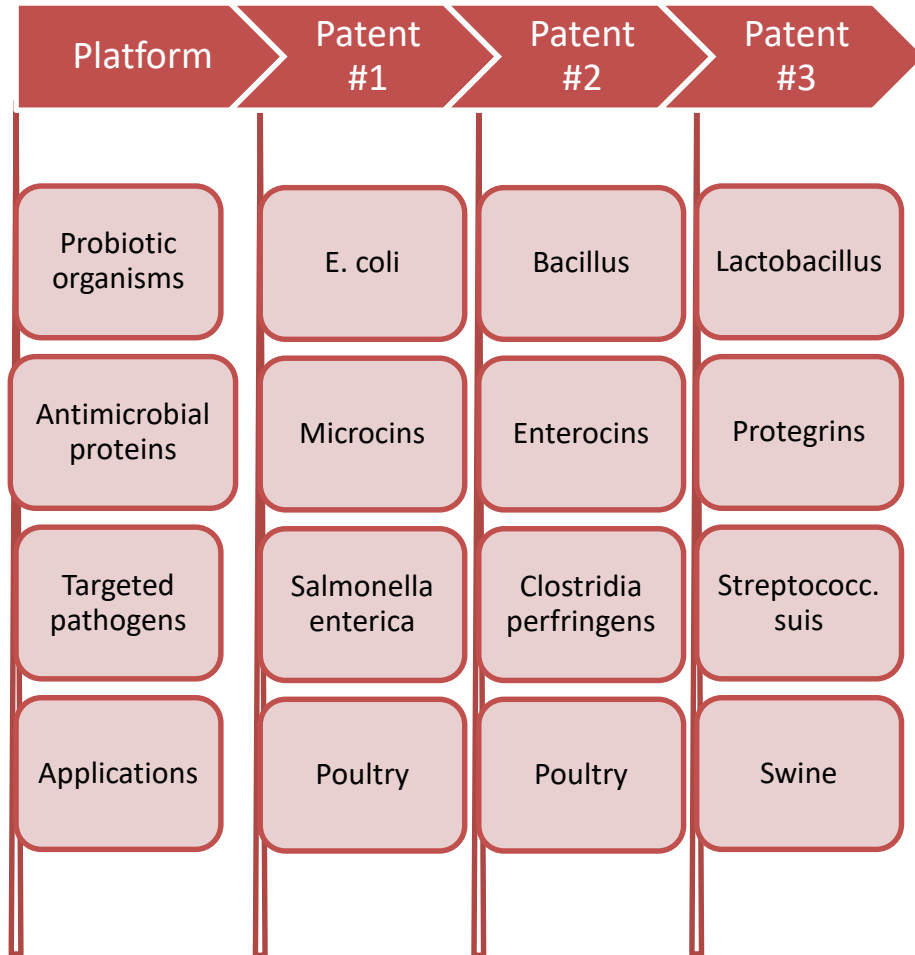 Platform
Patent
#1
Patent
#2
Patent
#3
Probiotic
organisms
E. coli
Bacillus
Lactobacillus
Antimicrobial
proteins
Microcins
Enterocins
Protegrins
Targeted
pathogens
Salmonella
enterica
Clostridia
perfringens
Streptococc.
suis
Applications
Poultry
Poultry
Swine